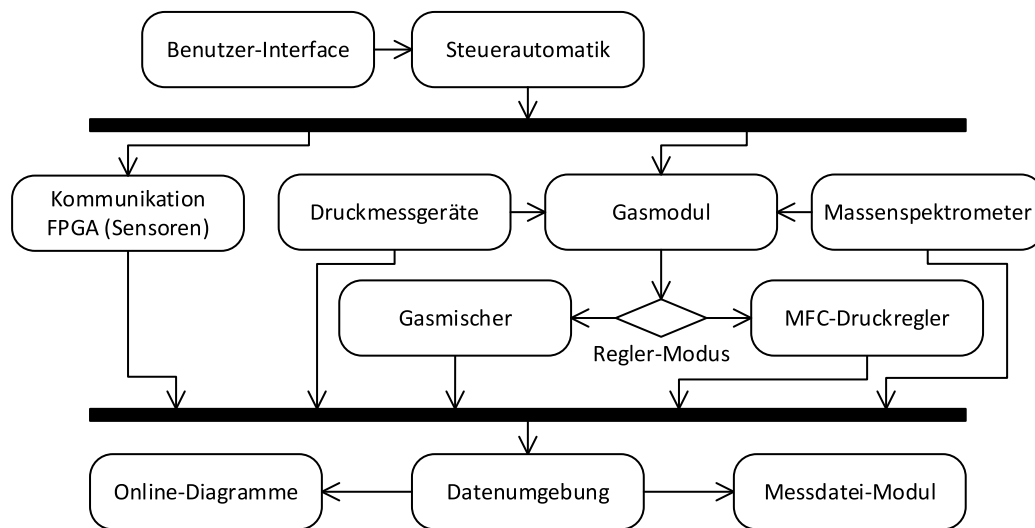 Benutzer-Interface
Steuerautomatik
Kommunikation
FPGA (Sensoren)
Druckmessgeräte
Gasmodul
Massenspektrometer
Gasmischer
MFC-Druckregler
Regler-Modus
Online-Diagramme
Datenumgebung
Messdatei-Modul